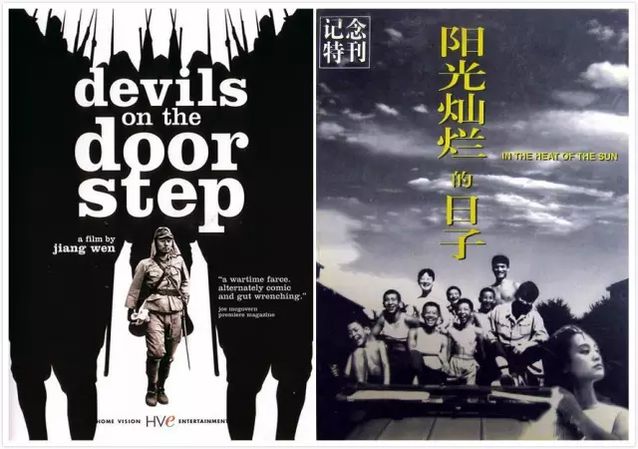 devils
on the
door
step
a film by
jiang wen
"a wartime farce.
alternately comic
and gut wrenching."
joe mcgovern
premiere magazine
HOME VISION HVe ENTERTAINMENT
记念
特刊
阳光灿烂的日子
IN THE HEAT OF THE SUN